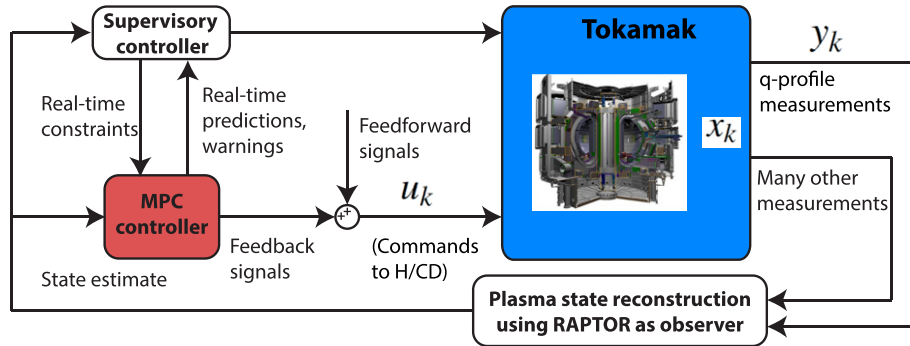 Supervisory
controller
Tokamak
y_k
q-profile
measurements
Real-time
constraints
Real-time
predictions,
warnings
Feedforward
signals
x_k
MPC
controller
++
u_k
Many other
measurements
Feedback
signals
(Commands
to H/CD)
State estimate
Plasma state reconstruction
using RAPTOR as observer